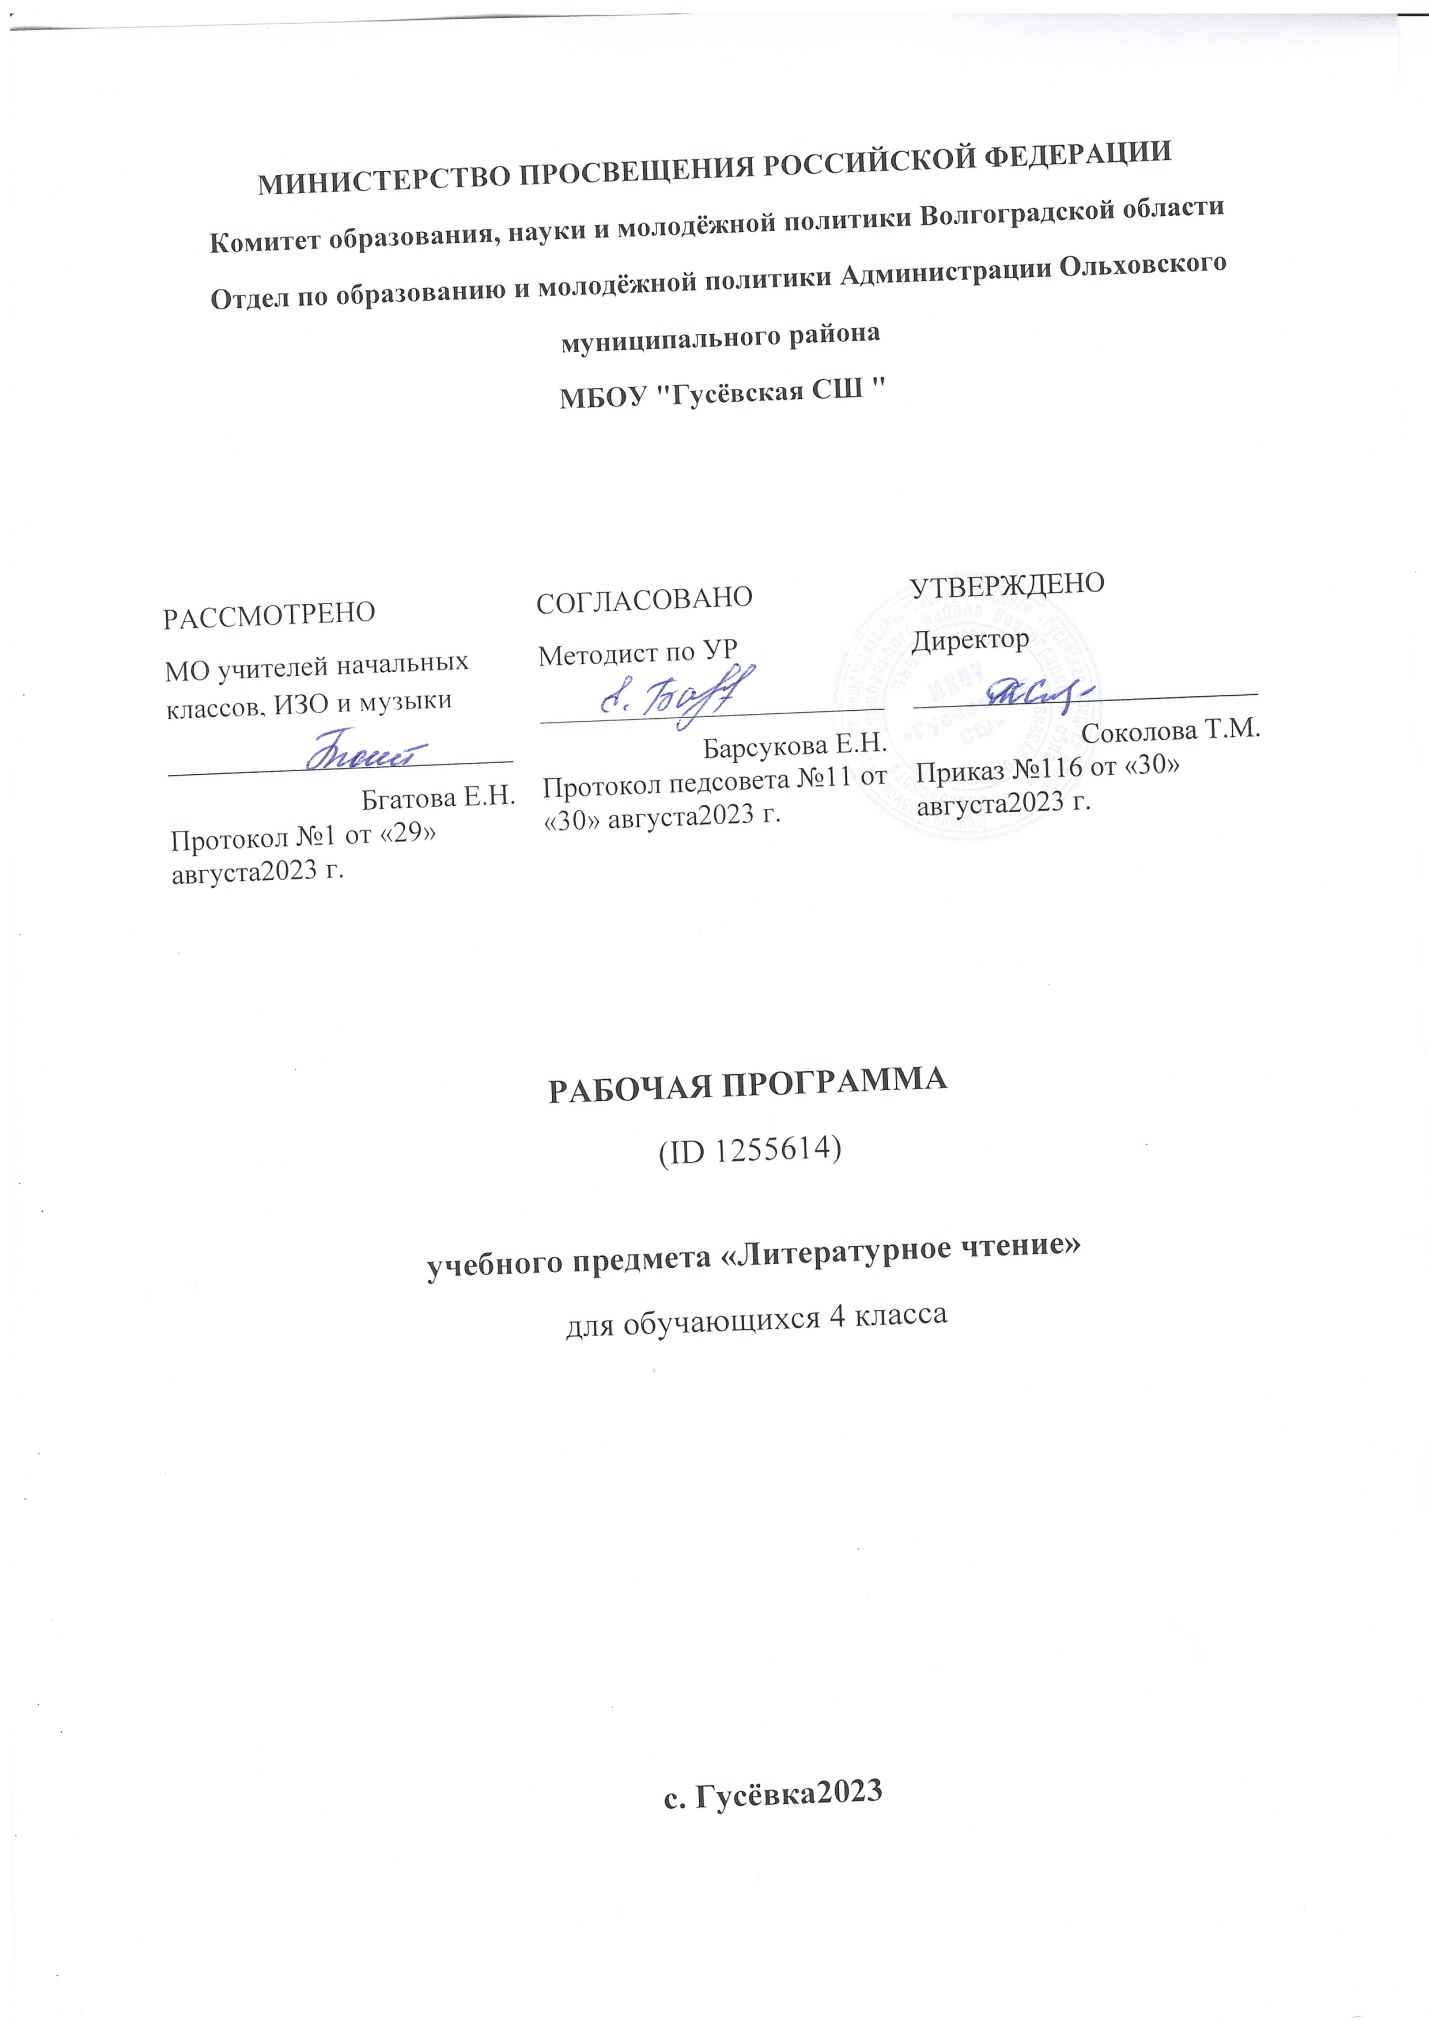 МИНИСТЕРСТВО ПРОСВЕЩЕНИЯ РОССИЙСКОЙ ФЕДЕРАЦИИ
Комитет образования, науки и молодёжной политики Волгоградской области
Отдел по образованию и молодёжной политики Администрации Ольховского
муниципального района
МБОУ "Гусёвская СШ "
РАССМОТРЕНО
МО учителей начальных
классов, ИЗО и музыки
Бгатова Е.Н.
Протокол №1 от «29»
августа2023 г.
СОГЛАСОВАНО
Методист по УР
Барсукова Е.Н.
Протокол педсовета №11 от
«30» августа2023 г.
УТВЕРЖДЕНО
Директор
Соколова Т.М.
Приказ №116 от «30»
августа2023 г.
МКОУ
СШ»
РАБОЧАЯ ПРОГРАММА
(ID 1255614)
учебного предмета «Литературное чтение»
для обучающихся 4 класса
с. Гусёвка2023